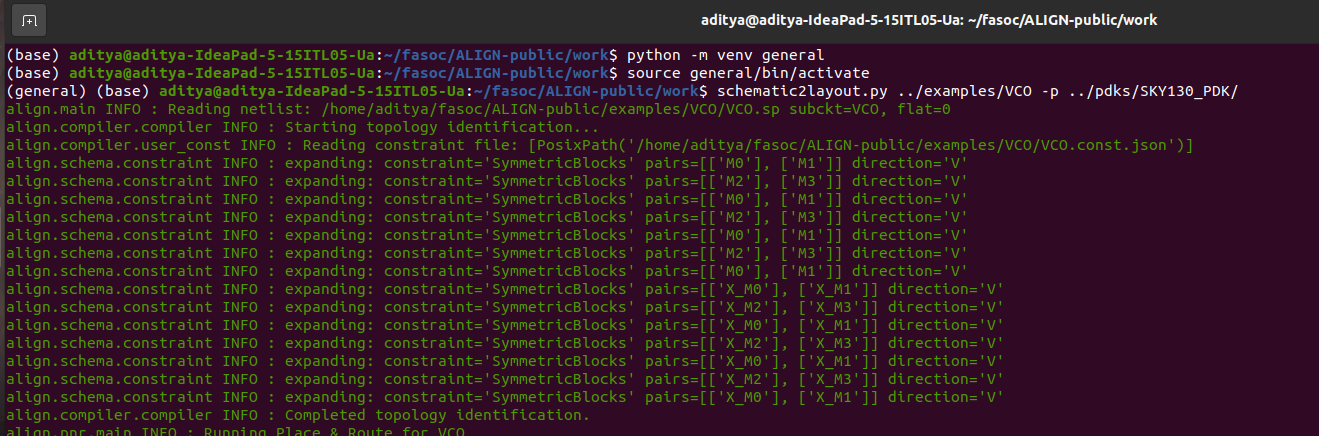 aditya@aditya-IdeaPad-5-15ITL05-Ua: ~/fasoc/ALIGN-public/work
(base) aditya@aditya-IdeaPad-5-15ITL05-Ua:~/fasoc/ALIGN-public/work$ python -m venv general
(base) aditya@aditya-IdeaPad-5-15ITL05-Ua:~/fasoc/ALIGN-public/work$ source general/bin/activate
(general) (base) aditya@aditya-IdeaPad-5-15ITL05-Ua:~/fasoc/ALIGN-public/work$ schematic2layout.py ../examples/VCO -p ../pdks/SKY130_PDK/
align.main INFO : Reading netlist: /home/aditya/fasoc/ALIGN-public/examples/VCO/VCO.sp subckt=VCO, flat=0
align.compiler.compiler INFO : Starting topology identification...
align.compiler.user_const INFO : Reading constraint file: [PosixPath('/home/aditya/fasoc/ALIGN-public/examples/VCO/VCO.const.json')]
align.schema.constraint INFO : expanding: constraint='SymmetricBlocks' pairs=[['M0'], ['M1']] direction='V'
align.schema.constraint INFO : expanding: constraint='SymmetricBlocks' pairs=[['M2'], ['M3']] direction='V'
align.schema.constraint INFO : expanding: constraint='SymmetricBlocks' pairs=[['M0'], ['M1']] direction='V'
align.schema.constraint INFO : expanding: constraint='SymmetricBlocks' pairs=[['M2'], ['M3']] direction='V'
align.schema.constraint INFO : expanding: constraint='SymmetricBlocks' pairs=[['M0'], ['M1']] direction='V'
align.schema.constraint INFO : expanding: constraint='SymmetricBlocks' pairs=[['M2'], ['M3']] direction='V'
align.schema.constraint INFO : expanding: constraint='SymmetricBlocks' pairs=[['M0'], ['M1']] direction='V'
align.schema.constraint INFO : expanding: constraint='SymmetricBlocks' pairs=[['X_M0'], ['X_M1']] direction='V'
align.schema.constraint INFO : expanding: constraint='SymmetricBlocks' pairs=[['X_M2'], ['X_M3']] direction='V'
align.schema.constraint INFO : expanding: constraint='SymmetricBlocks' pairs=[['X_M0'], ['X_M1']] direction='V'
align.schema.constraint INFO : expanding: constraint='SymmetricBlocks' pairs=[['X_M2'], ['X_M3']] direction='V'
align.schema.constraint INFO : expanding: constraint='SymmetricBlocks' pairs=[['X_M0'], ['X_M1']] direction='V'
align.schema.constraint INFO : expanding: constraint='SymmetricBlocks' pairs=[['X_M2'], ['X_M3']] direction='V'
align.schema.constraint INFO : expanding: constraint='SymmetricBlocks' pairs=[['X_M0'], ['X_M1']] direction='V'
align.compiler.compiler INFO : Completed topology identification.
align.pnr.main INFO : Running Place & Route for VCO